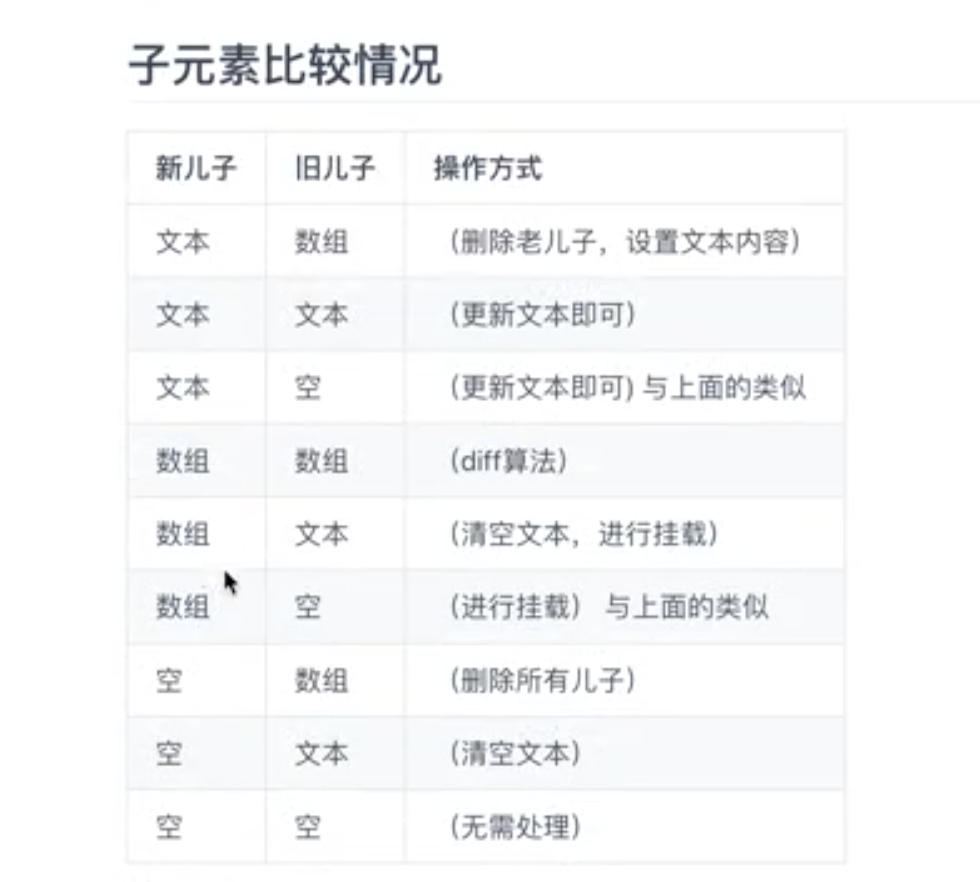 子元素比较情况
新儿子 旧儿子 操作方式
文本 数组 （删除老儿子，设置文本内容）
文本 文本 （更新文本即可）
文本 空 （更新文本即可) 与上面的类似
数组 数组 （diff算法）
数组 文本 （清空文本，进行挂载）
数组 空 （进行挂载） 与上面的类似
空 数组 （删除所有儿子）
空 文本 （清空文本）
空 空 （无需处理）